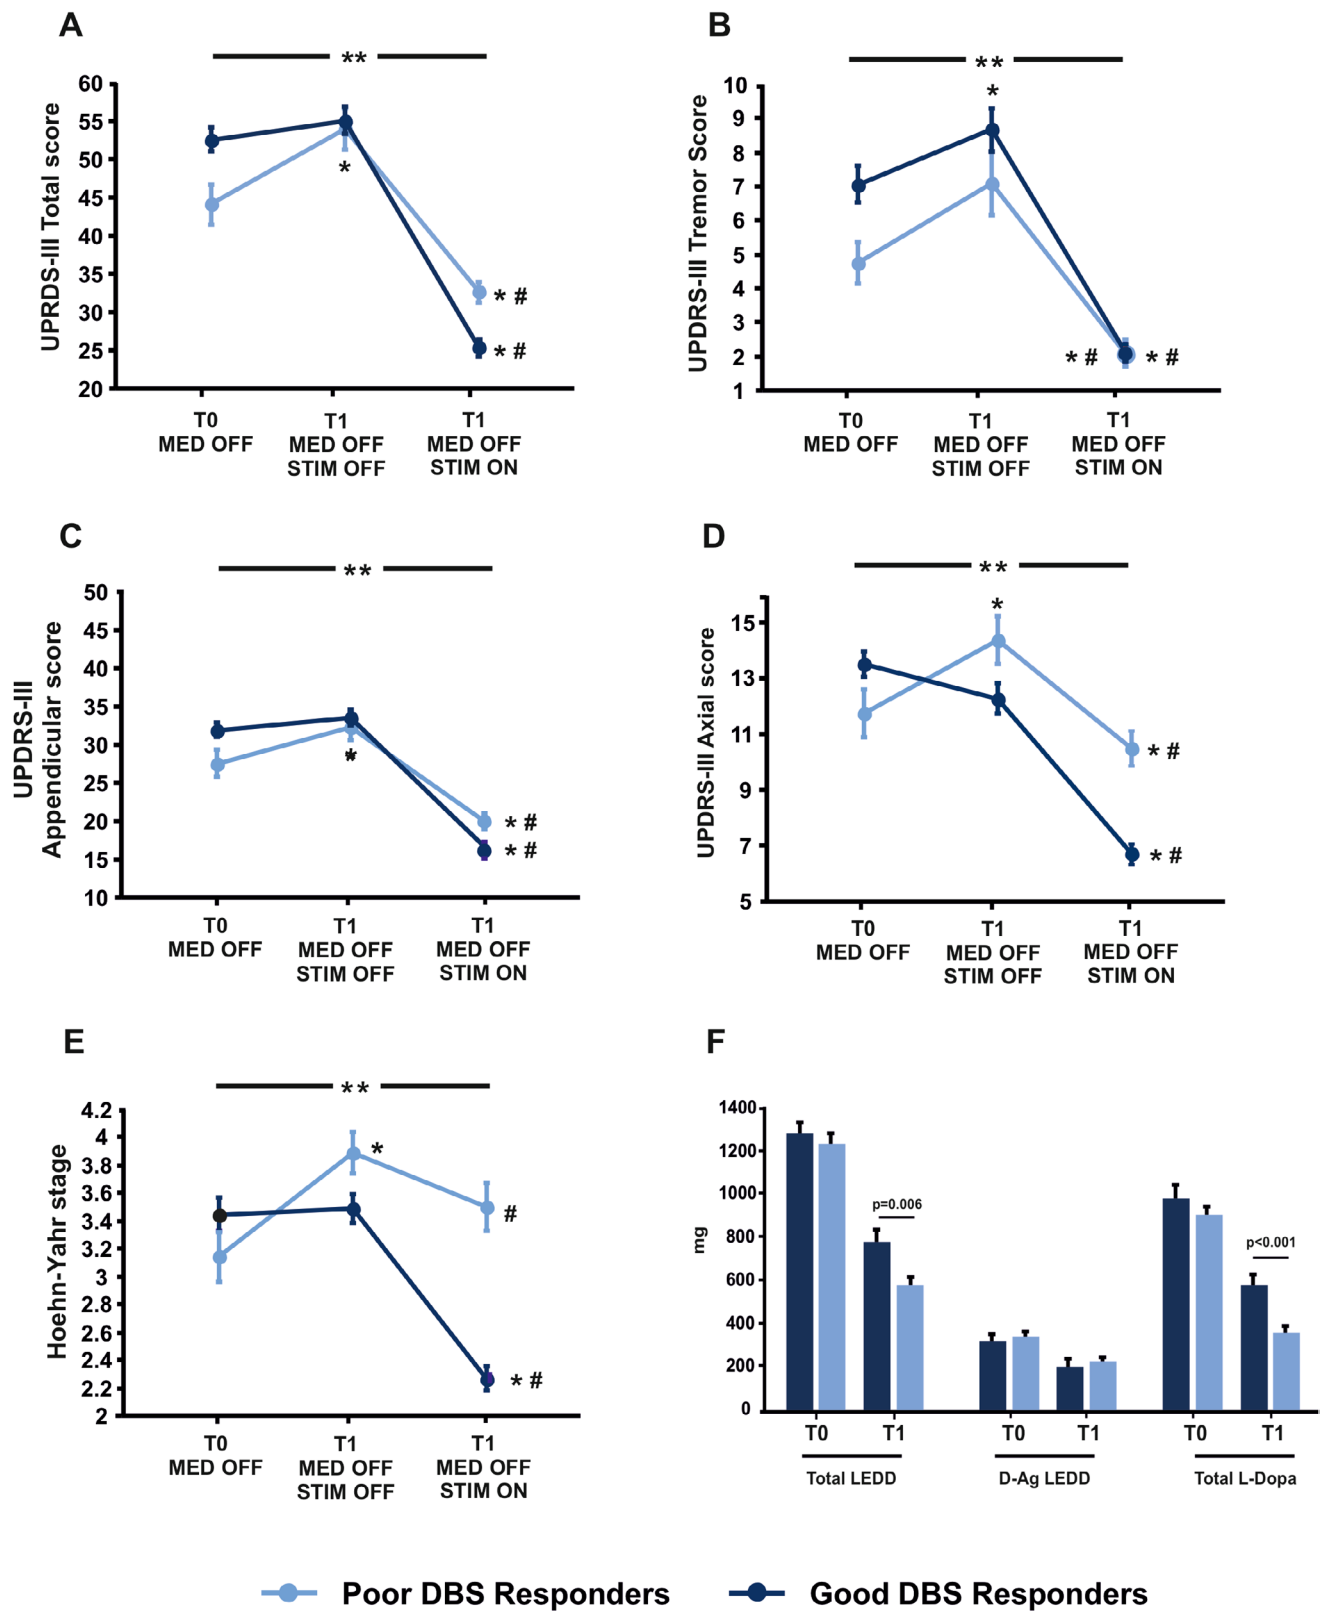 A
**
60
55
50
45
40
35
30
25
20
UPRDS-III Total score
*
* #
* #
T0
MED OFF
T1
MED OFF
STIM OFF
T1
MED OFF
STIM ON
B
**
10
9
8
7
6
5
4
3
2
1
UPDRS-III Tremor Score
*
* #
* #
T0
MED OFF
T1
MED OFF
STIM OFF
T1
MED OFF
STIM ON
C
**
50
45
40
35
30
25
20
15
10
UPDRS-III
Appendicular score
*
* #
* #
T0
MED OFF
T1
MED OFF
STIM OFF
T1
MED OFF
STIM ON
D
**
15
13
11
9
7
5
UPDRS-III Axial score
*
* #
* #
T0
MED OFF
T1
MED OFF
STIM OFF
T1
MED OFF
STIM ON
E
**
4.2
4
3.8
3.6
3.4
3.2
3
2.8
2.6
2.4
2.2
2
Hoehn-Yahr stage
*
#
* #
T0
MED OFF
T1
MED OFF
STIM OFF
T1
MED OFF
STIM ON
F
1400
1200
1000
800
600
400
200
0
mg
p=0.006
p<0.001
T0
T1
T0
T1
T0
T1
Total LEDD
D-Ag LEDD
Total L-Dopa
Poor DBS Responders
Good DBS Responders